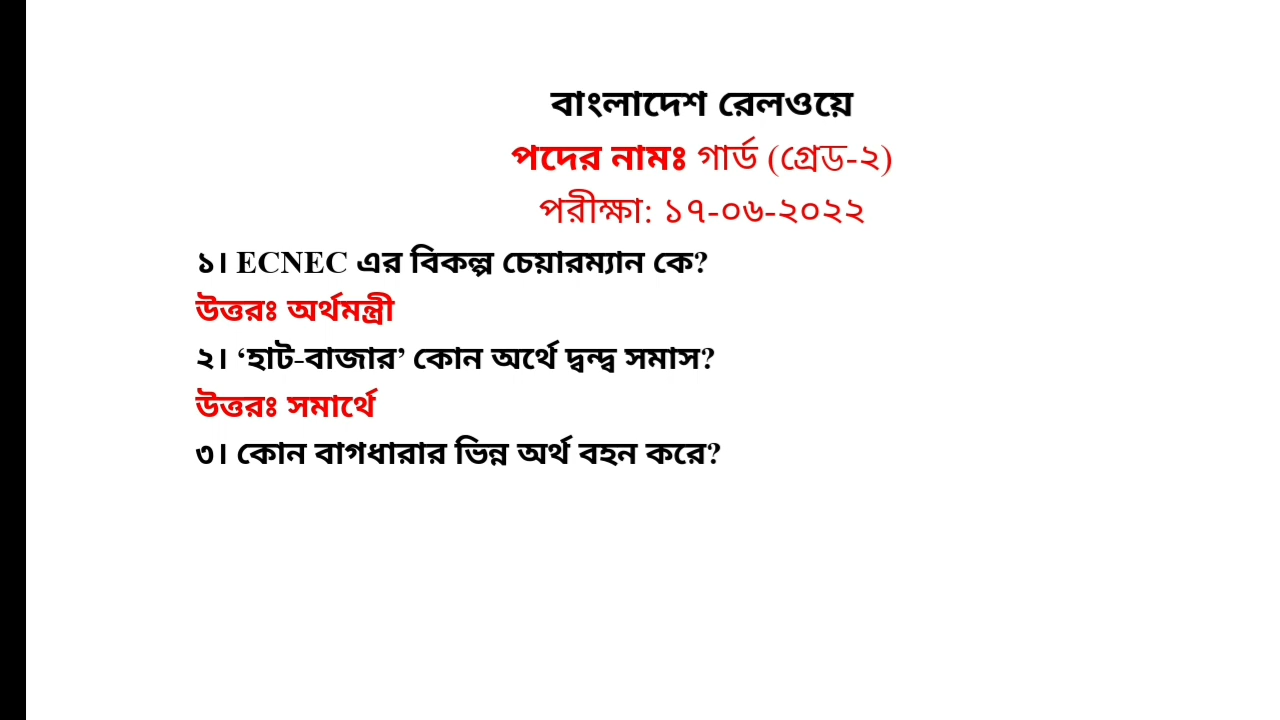 বাংলাদেশ রেলওয়ে
পদের নামঃ গার্ড (গ্রেড-২)
পরীক্ষা: ১৭-০৬-২০২২
১। ECNEC এর বিকল্প চেয়ারম্যান কে?
উত্তরঃ অর্থমন্ত্রী
২। ‘হাট-বাজার’ কোন অর্থে দ্বন্দ্ব সমাস?
উত্তরঃ সমার্থে
৩। কোন বাগধারার ভিন্ন অর্থ বহন করে?